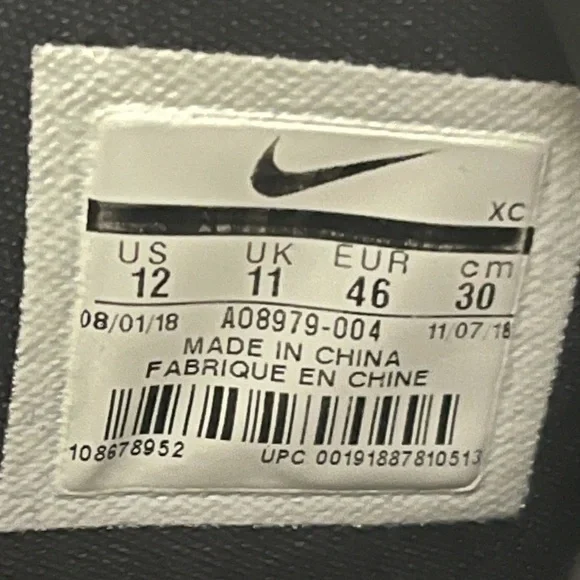 XC
US UK EUR cm
12 11 46 30
08/01/18 AO8979-004 11/07/18
MADE IN CHINA
FABRIQUE EN CHINE
108678952 UPC 00191887810513